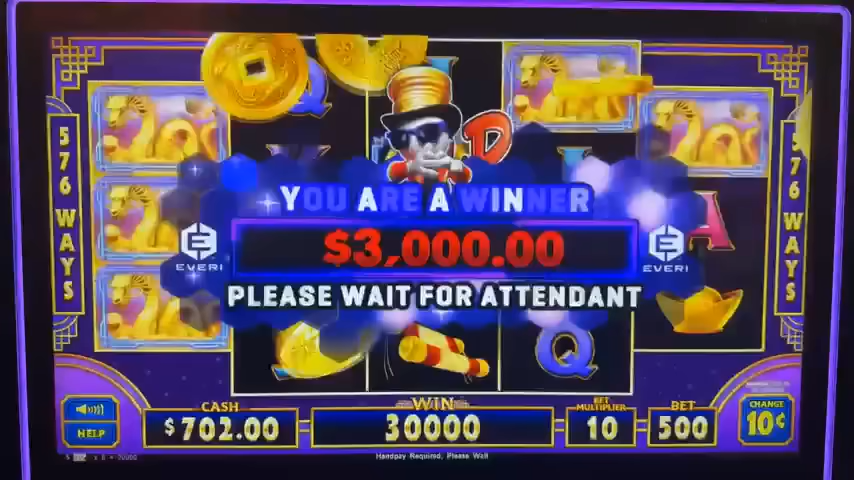 576 WAYS
576 WAYS
Q
D
A
YOU ARE A WINNER
$3,000.00
EVERI
EVERI
PLEASE WAIT FOR ATTENDANT
Q
HELP
CASH
$702.00
WIN
30000
BET MULTIPLIER
10
BET
500
CHANGE
10¢
Handpay Required, Please Wait